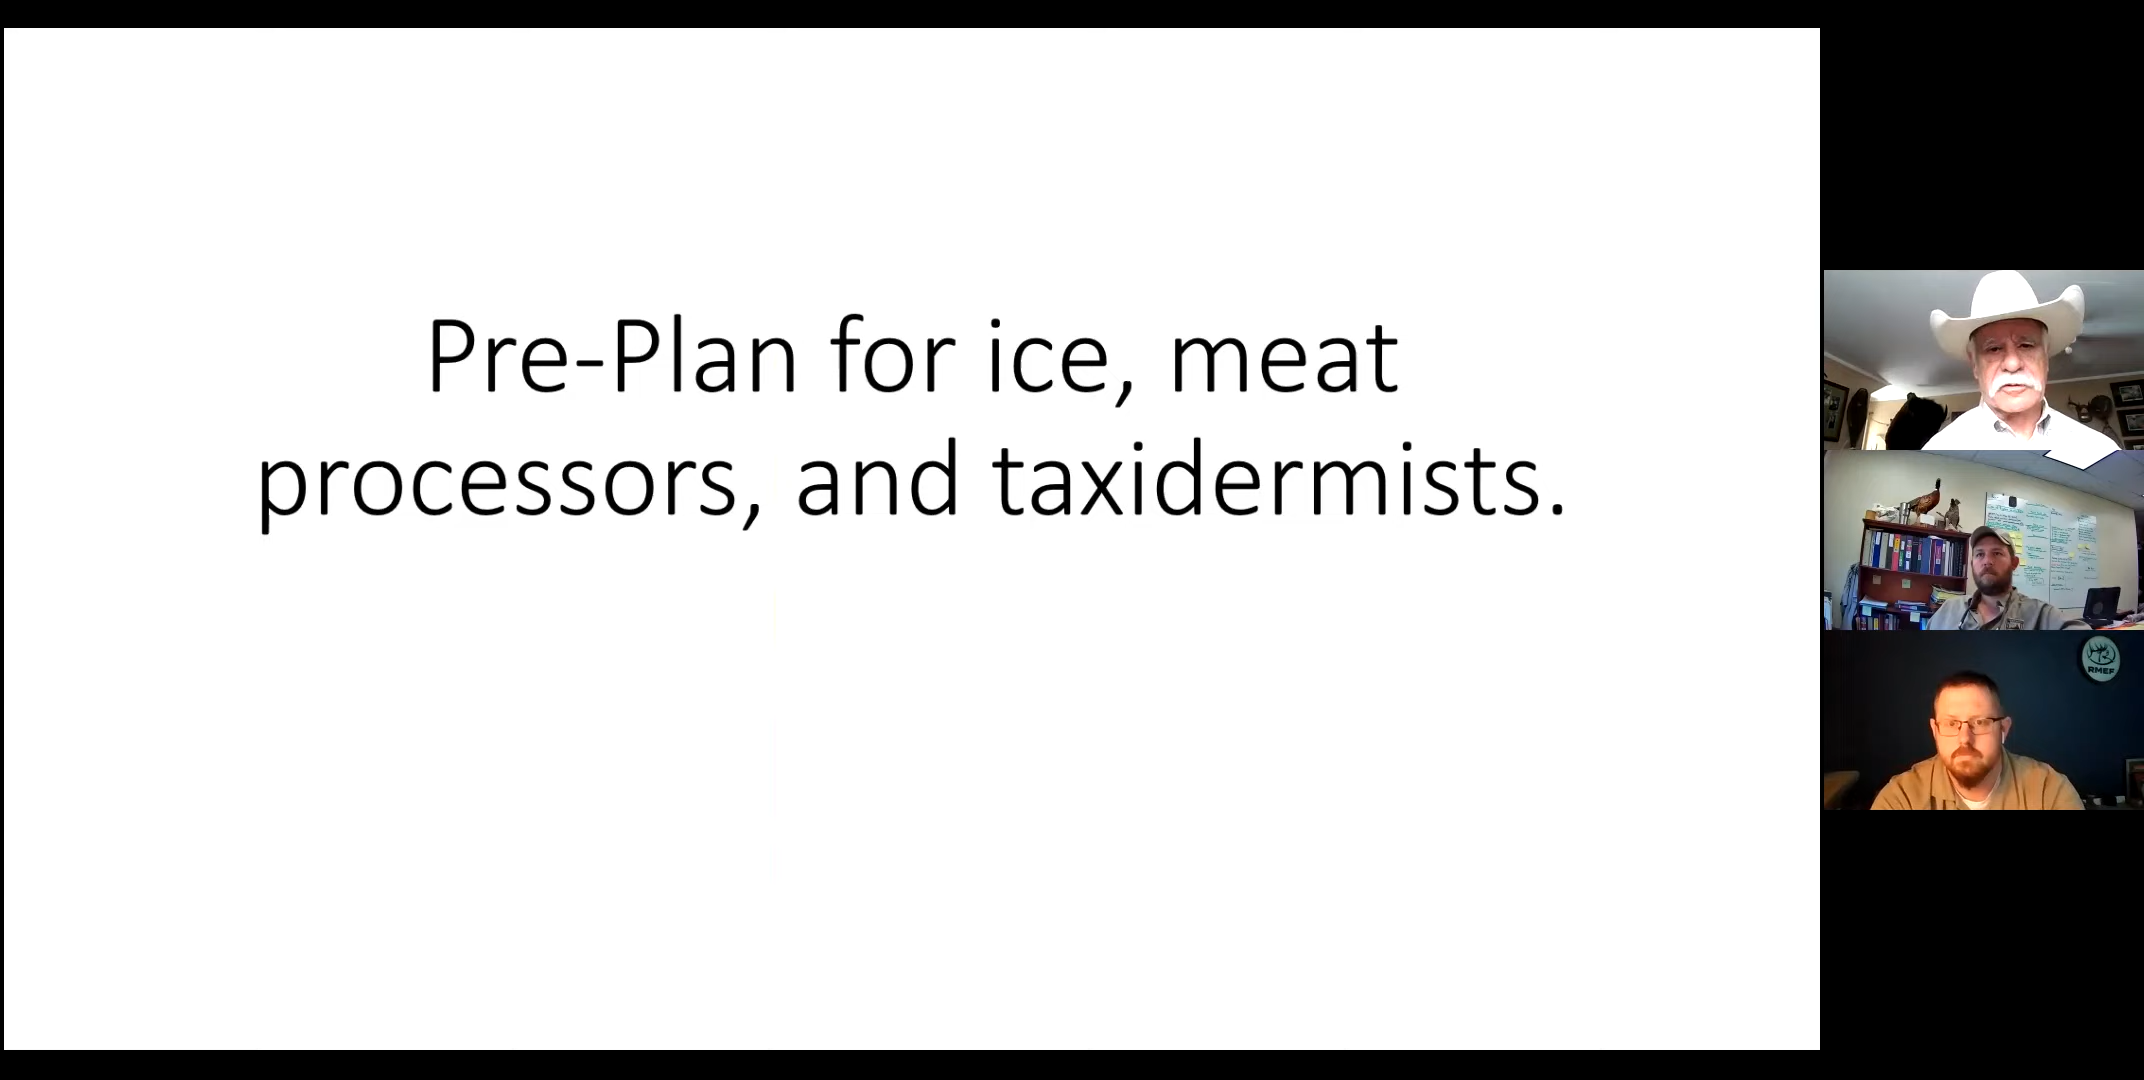 Pre-Plan for ice, meat
processors, and taxidermists.
RMEF